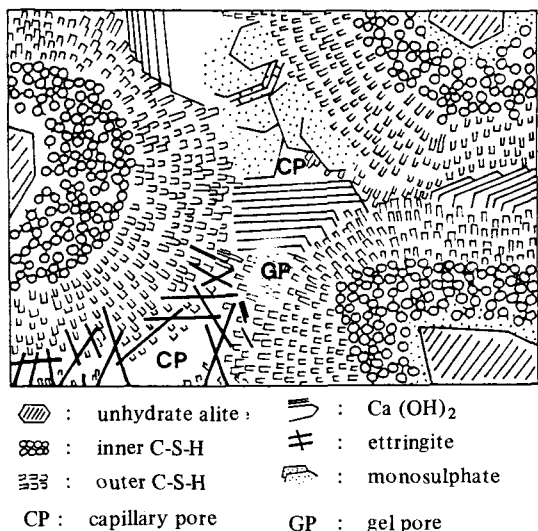 CP
GP
CP
: unhydrate alite : : Ca (OH)2
: inner C-S-H : ettringite
: outer C-S-H : monosulphate
CP : capillary pore GP : gel pore